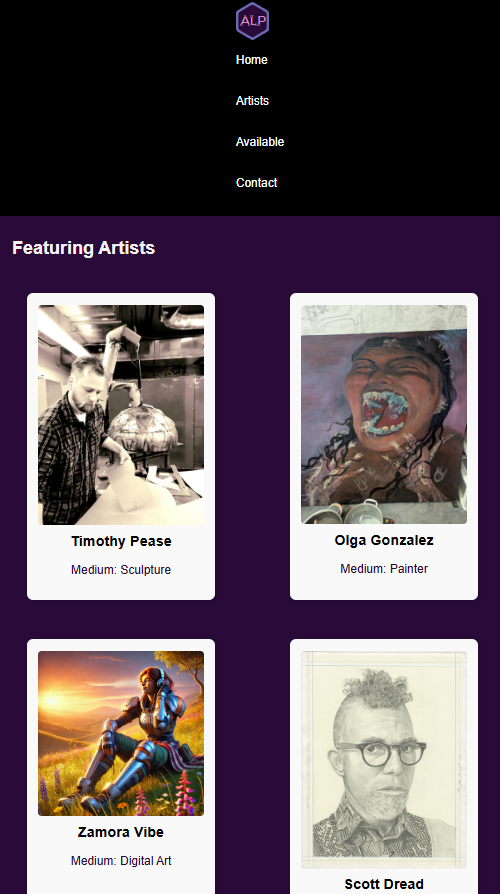 ALP
Home
Artists
Available
Contact
Featuring Artists
Timothy Pease
Medium: Sculpture
Olga Gonzalez
Medium: Painter
Zamora Vibe
Medium: Digital Art
Scott Dread